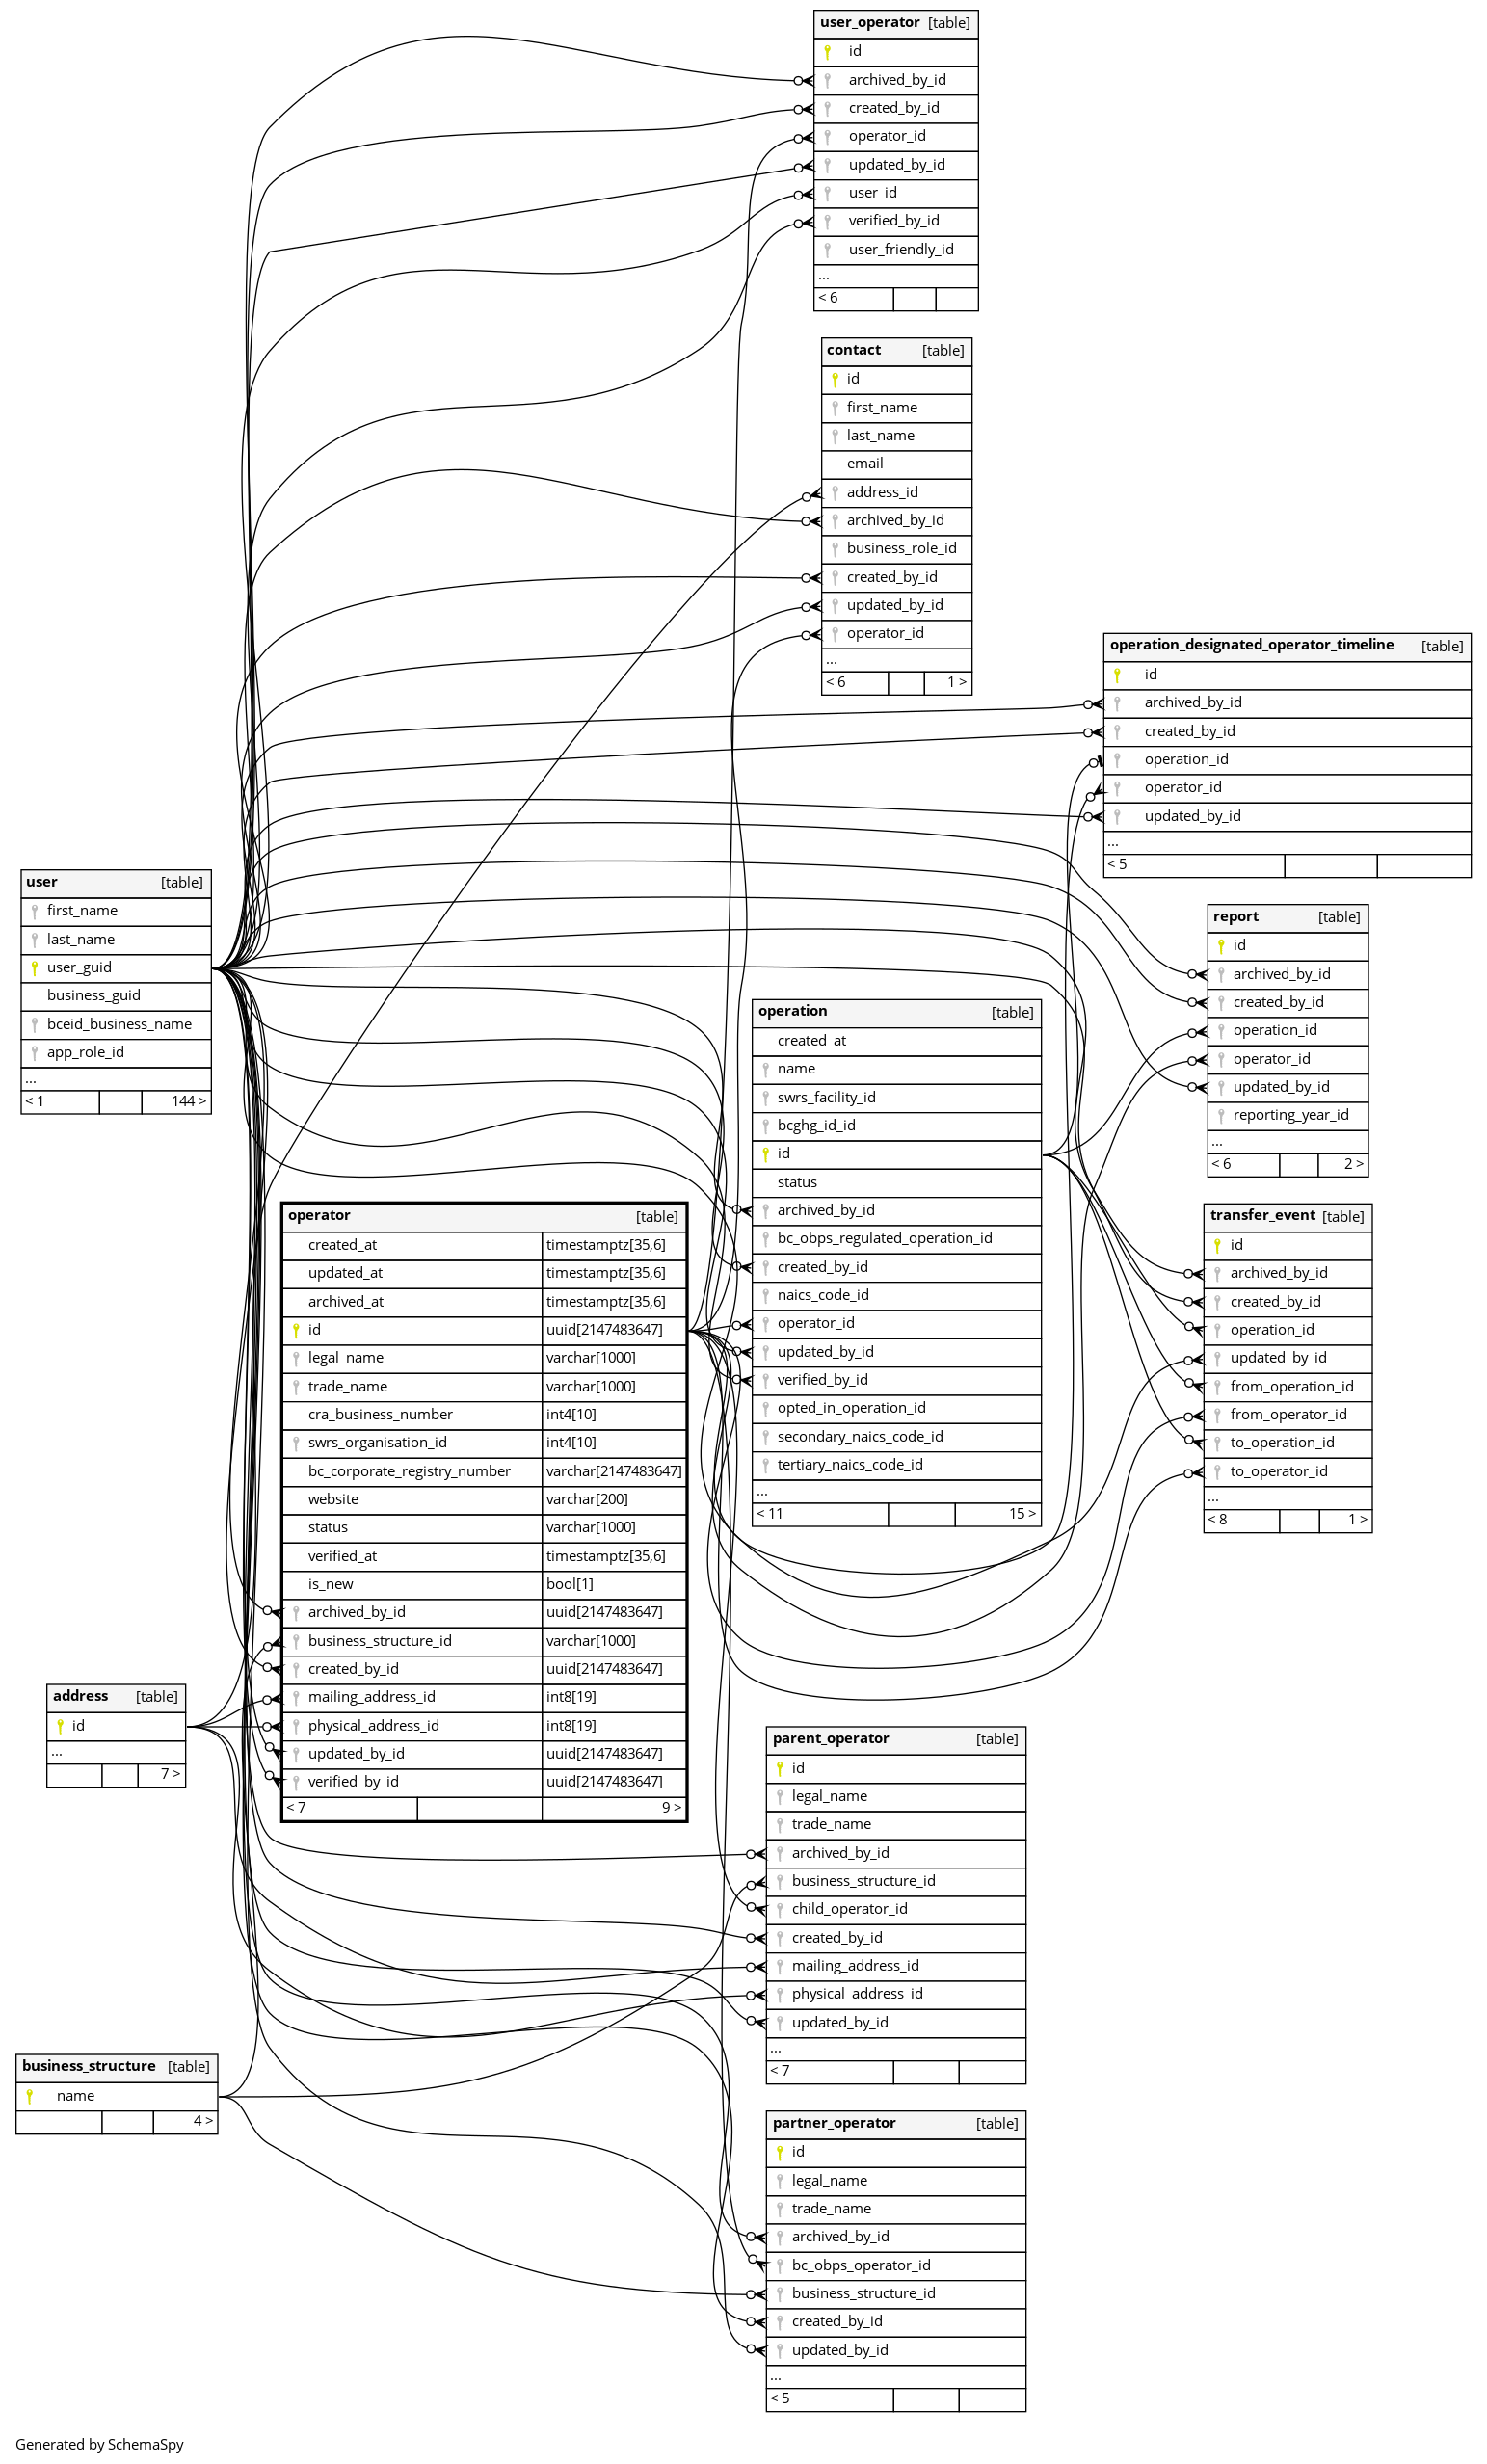 user_operator [table]
id
archived_by_id
created_by_id
operator_id
updated_by_id
user_id
verified_by_id
user_friendly_id
...
< 6
contact [table]
id
first_name
last_name
email
address_id
archived_by_id
business_role_id
created_by_id
updated_by_id
operator_id
...
< 6 1 >
operation_designated_operator_timeline [table]
id
archived_by_id
created_by_id
operation_id
operator_id
updated_by_id
...
< 5
user [table]
first_name
last_name
user_guid
business_guid
bceid_business_name
app_role_id
...
< 1 144 >
report [table]
id
archived_by_id
created_by_id
operation_id
operator_id
updated_by_id
reporting_year_id
...
< 6 2 >
operation [table]
created_at
name
swrs_facility_id
bcghg_id_id
id
status
archived_by_id
bc_obps_regulated_operation_id
created_by_id
naics_code_id
operator_id
updated_by_id
verified_by_id
opted_in_operation_id
secondary_naics_code_id
tertiary_naics_code_id
...
< 11 15 >
operator [table]
created_at timestamptz[35,6]
updated_at timestamptz[35,6]
archived_at timestamptz[35,6]
id uuid[2147483647]
legal_name varchar[1000]
trade_name varchar[1000]
cra_business_number int4[10]
swrs_organisation_id int4[10]
bc_corporate_registry_number varchar[2147483647]
website varchar[200]
status varchar[1000]
verified_at timestamptz[35,6]
is_new bool[1]
archived_by_id uuid[2147483647]
business_structure_id varchar[1000]
created_by_id uuid[2147483647]
mailing_address_id int8[19]
physical_address_id int8[19]
updated_by_id uuid[2147483647]
verified_by_id uuid[2147483647]
< 7 9 >
transfer_event [table]
id
archived_by_id
created_by_id
operation_id
updated_by_id
from_operation_id
from_operator_id
to_operation_id
to_operator_id
...
< 8 1 >
address [table]
id
...
7 >
parent_operator [table]
id
legal_name
trade_name
archived_by_id
business_structure_id
child_operator_id
created_by_id
mailing_address_id
physical_address_id
updated_by_id
...
< 7
business_structure [table]
name
4 >
partner_operator [table]
id
legal_name
trade_name
archived_by_id
bc_obps_operator_id
business_structure_id
created_by_id
updated_by_id
...
< 5
Generated by SchemaSpy